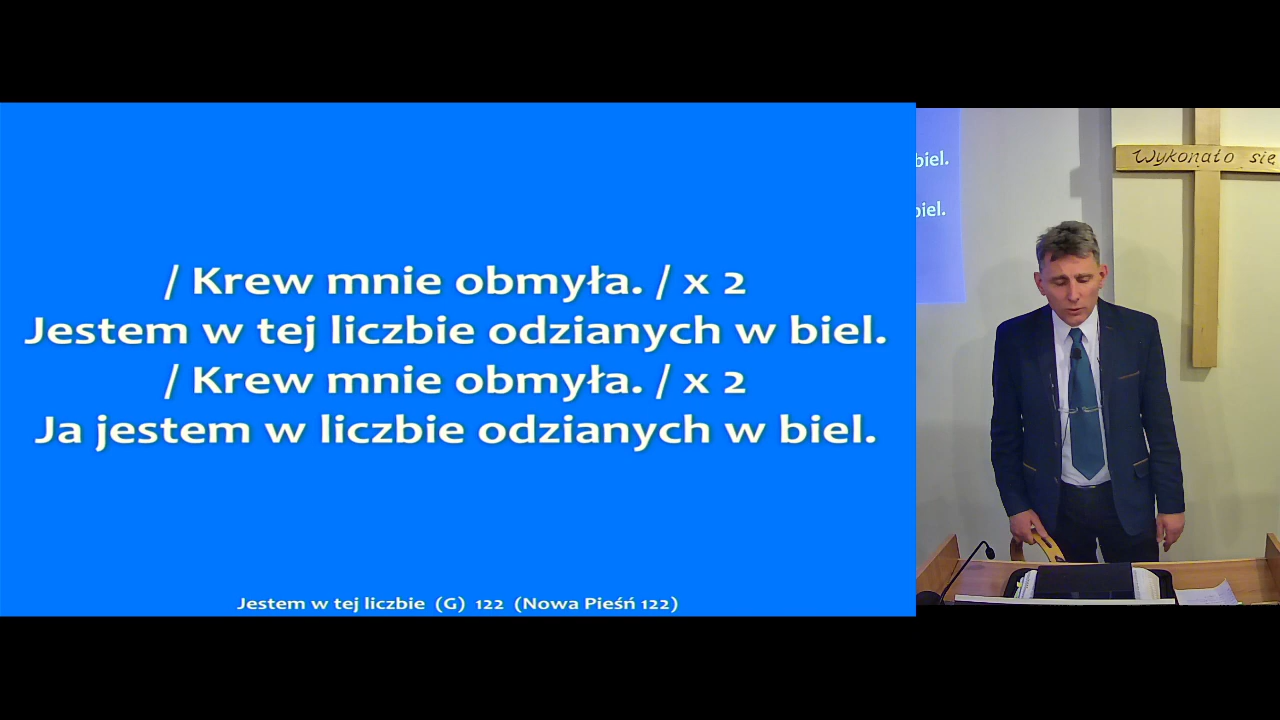 / Krew mnie obmyła. / x 2
Jestem w tej liczbie odzianych w biel.
/ Krew mnie obmyła. / x 2
Ja jestem w liczbie odzianych w biel.
Jestem w tej liczbie (G) 122 (Nowa Pieśń 122)
biel.
biel.
Wykonało się